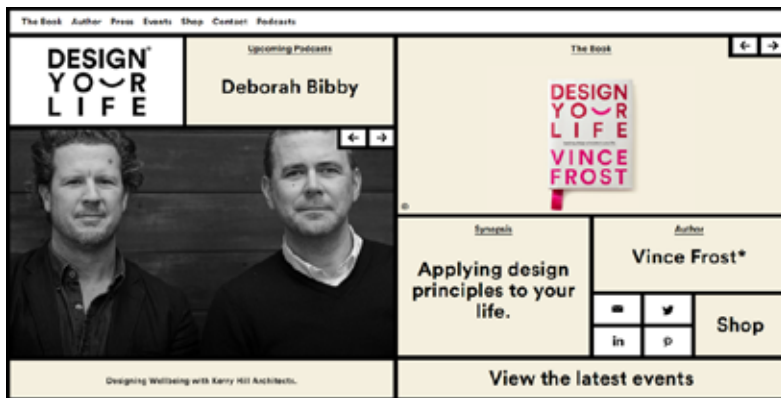 The Book Author Press Events Shop Contact Podcasts
DESIGN
YOUR
LIFE
Upcoming Podcasts
Deborah Bibby
The Book
DESIGN
YOUR
LIFE
VINCE
FROST
Synopsis
Applying design
principles to your
life.
Author
Vince Frost*
in
Shop
Designing Wellbeing with Kerry Hill Architects.
View the latest events